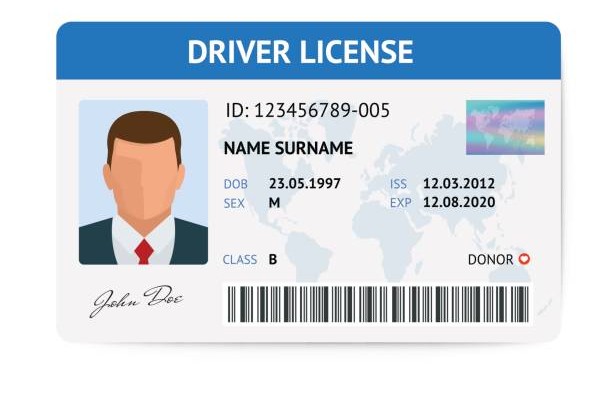 DRIVER LICENSE
ID: 123456789-005
NAME SURNAME
DOB 23.05.1997 ISS 12.03.2012
SEX M EXP 12.08.2020
CLASS B DONOR
John Doe